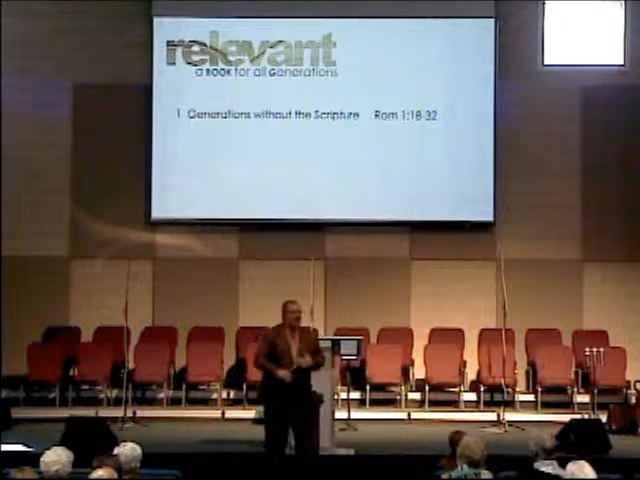 relevant
a BOOK for all Generations
1 Generations without the Scripture Rom 1:18-32